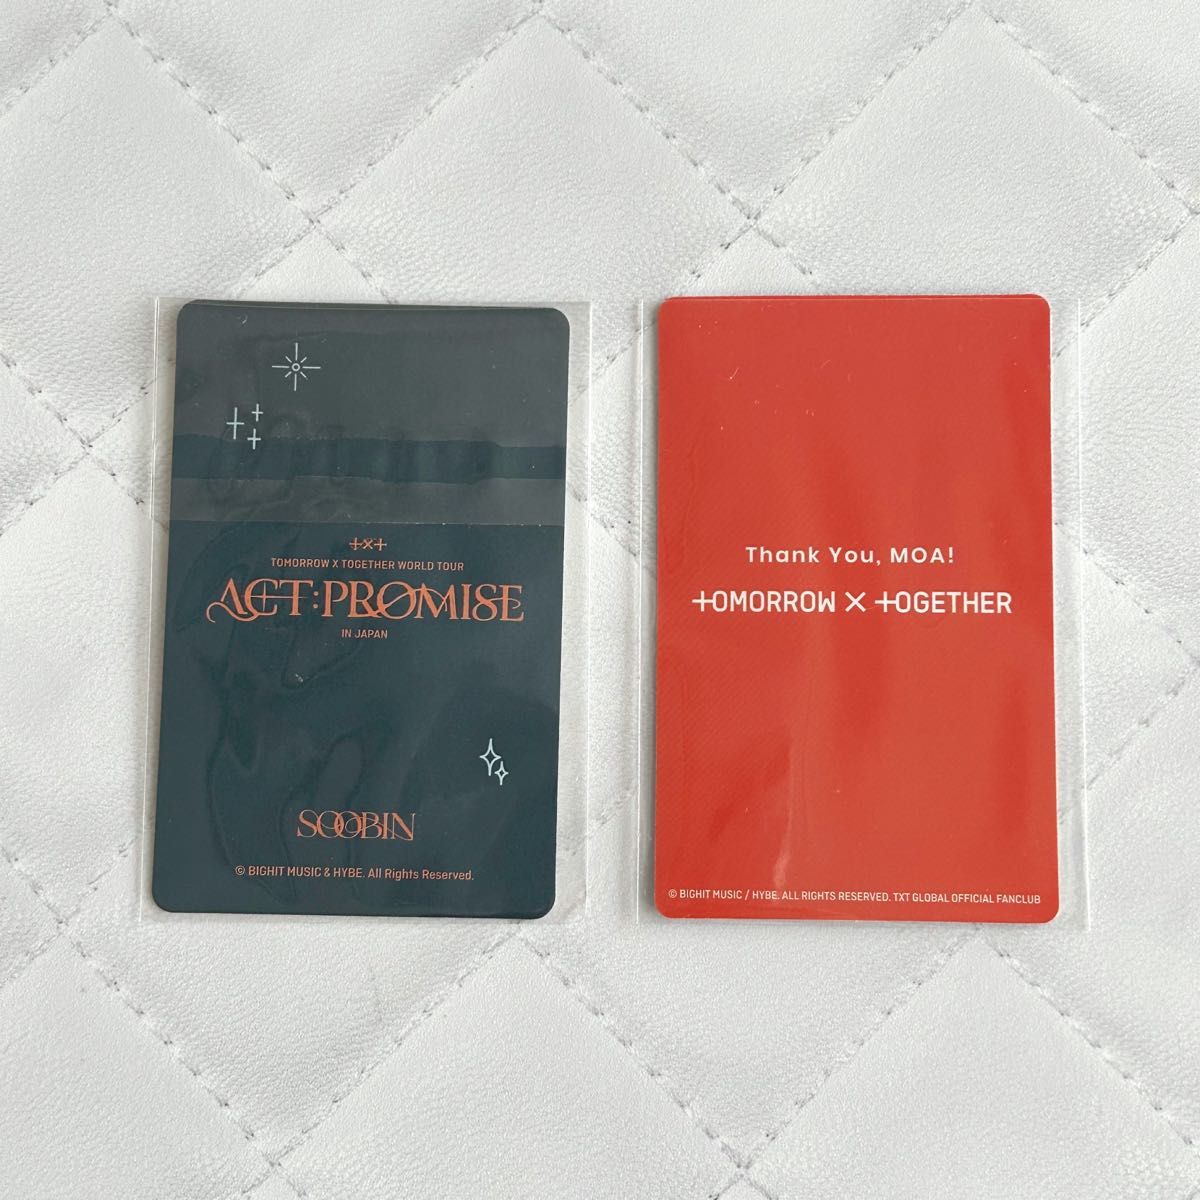 TOMORROW X TOGETHER WORLD TOUR
ACT:PROMISE
IN JAPAN
SOOBIN
© BIGHIT MUSIC & HYBE. All Rights Reserved.
Thank You, MOA!
TOMORROW X TOGETHER
© BIGHIT MUSIC / HYBE. ALL RIGHTS RESERVED. TXT GLOBAL OFFICIAL FANCLUB